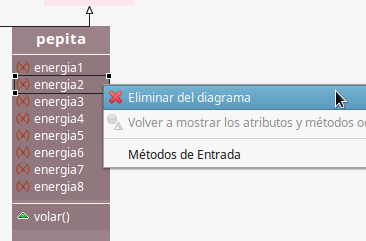 pepita
energia1
energia2
energia3
energia4
energia5
energia6
energia7
energia8
volar()
Eliminar del diagrama
Volver a mostrar los atributos y métodos
Métodos de Entrada